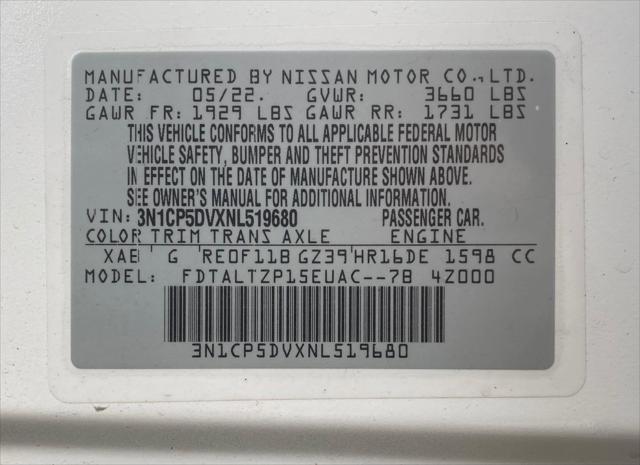 MANUFACTURED BY NISSAN MOTOR CO., LTD.
DATE: 05/22. GVWR: 3660 LBS
GAWR FR: 1929 LBS GAWR RR: 1731 LBS
THIS VEHICLE CONFORMS TO ALL APPLICABLE FEDERAL MOTOR
VEHICLE SAFETY, BUMPER AND THEFT PREVENTION STANDARDS
IN EFFECT ON THE DATE OF MANUFACTURE SHOWN ABOVE.
SEE OWNER'S MANUAL FOR ADDITIONAL INFORMATION.
VIN: 3N1CP5DVXNL519680 PASSENGER CAR.
COLOR TRIM TRANS AXLE ENGINE
XAB G RE0F11B GZ39 HR16DE 1598 CC
MODEL: FDTALTZP15EUAC--7B 4Z000
3N1CP5DVXNL519680